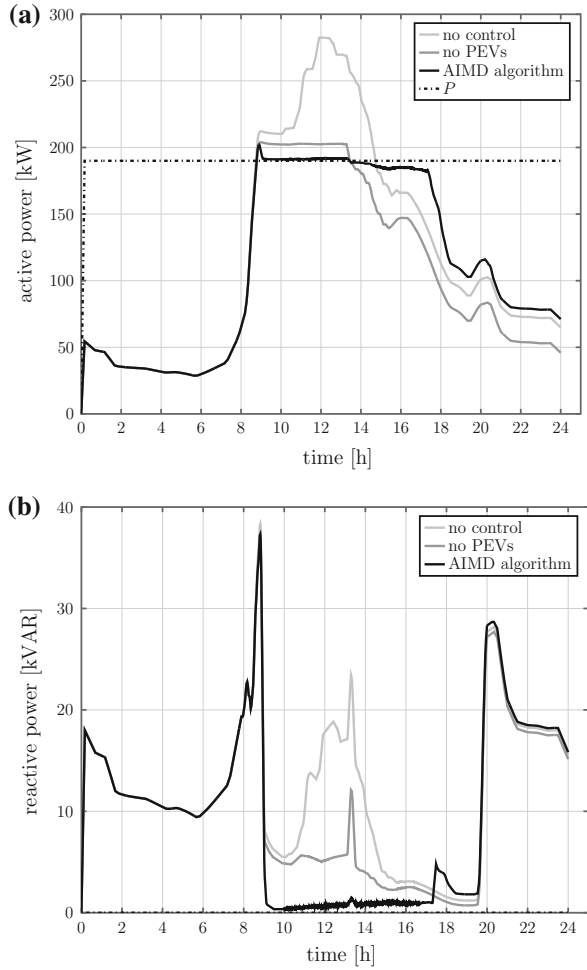 (a)
300
250
200
150
100
50
0
active power [kW]
no control
no PEVs
AIMD algorithm
P
0 2 4 6 8 10 12 14 16 18 20 22 24
time [h]
(b)
40
30
20
10
0
reactive power [kVAR]
no control
no PEVs
AIMD algorithm
0 2 4 6 8 10 12 14 16 18 20 22 24
time [h]